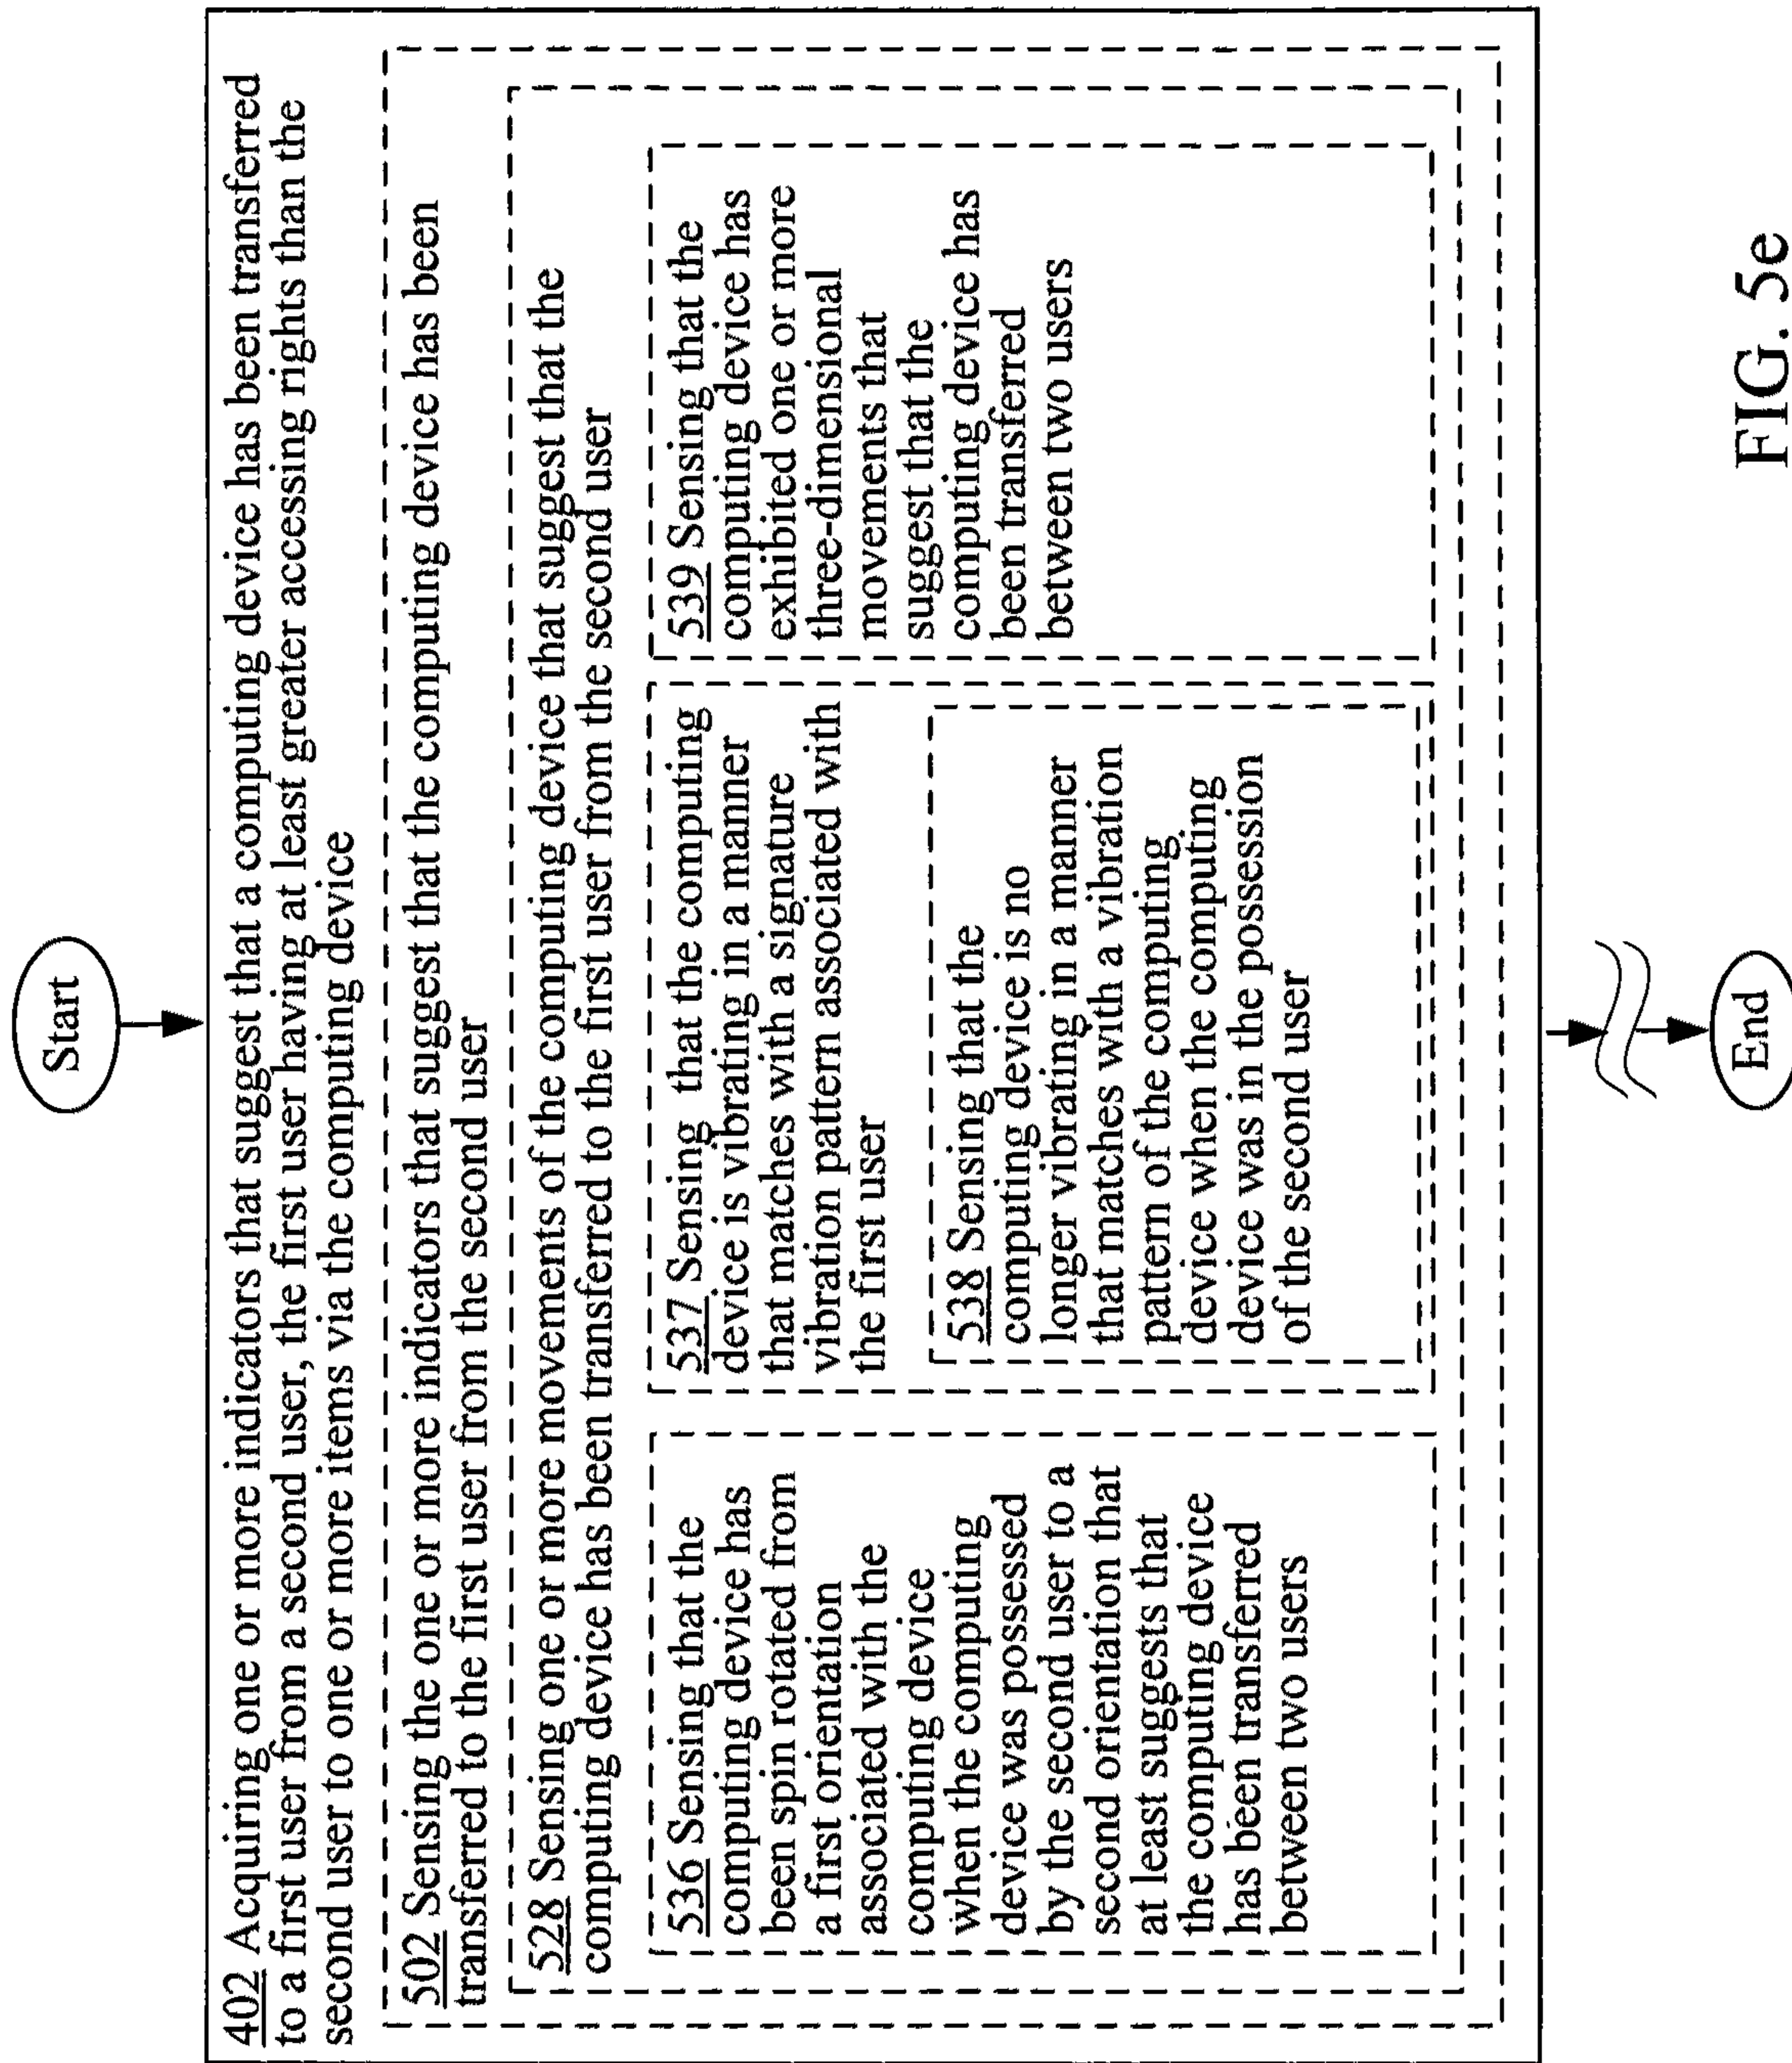 Start
402 Acquiring one or more indicators that suggest that a computing device has been transferred
to a first user from a second user, the first user having at least greater accessing rights than the
second user to one or more items via the computing device
502 Sensing the one or more indicators that suggest that the computing device has been
transferred to the first user from the second user
528 Sensing one or more movements of the computing device that suggest that the
computing device has been transferred to the first user from the second user
536 Sensing that the
computing device has
been spin rotated from
a first orientation
associated with the
computing device
when the computing
device was possessed
by the second user to a
second orientation that
at least suggests that
the computing device
has been transferred
between two users
537 Sensing that the computing
device is vibrating in a manner
that matches with a signature
vibration pattern associated with
the first user
538 Sensing that the
computing device is no
longer vibrating in a manner
that matches with a vibration
pattern of the computing
device when the computing
device was in the possession
of the second user
539 Sensing that the
computing device has
exhibited one or more
three-dimensional
movements that
suggest that the
computing device has
been transferred
between two users
End
FIG. 5e